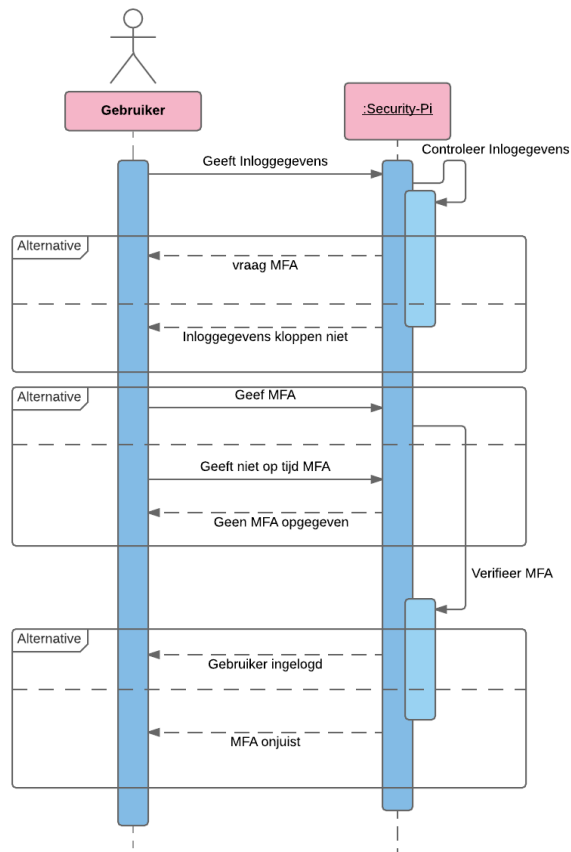 Gebruiker
:Security-Pi
Controleer Inlogegevens
Geeft Inloggegevens
Alternative
vraag MFA
Inloggegevens kloppen niet
Alternative
Geef MFA
Geeft niet op tijd MFA
Geen MFA opgegeven
Verifieer MFA
Alternative
Gebruiker ingelogd
MFA onjuist